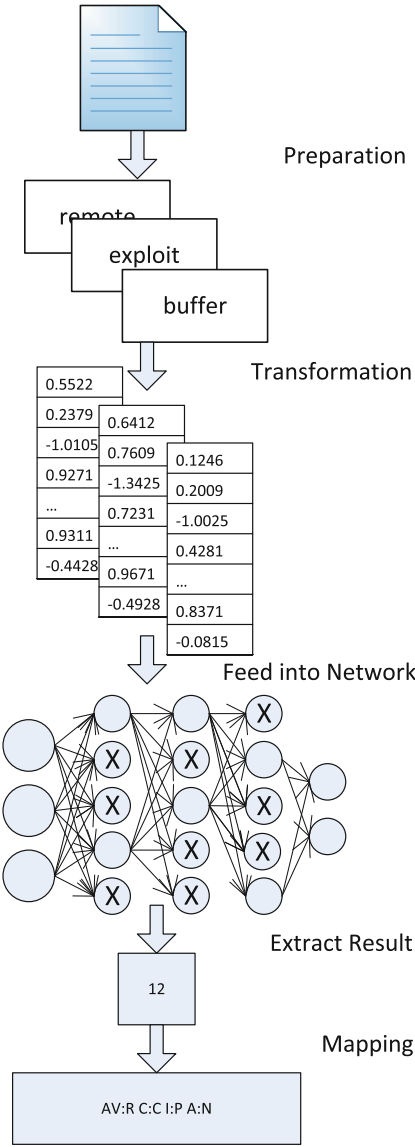 Preparation
remote
exploit
buffer
Transformation
0.5522
0.2379
-1.0105
0.9271
...
0.9311
-0.4428
0.6412
0.7609
-1.3425
0.7231
...
0.9671
-0.4928
0.1246
0.2009
-1.0025
0.4281
...
0.8371
-0.0815
Feed into Network
X
X
X
X
X
X
X
X
X
Extract Result
12
Mapping
AV:R C:C I:P A:N